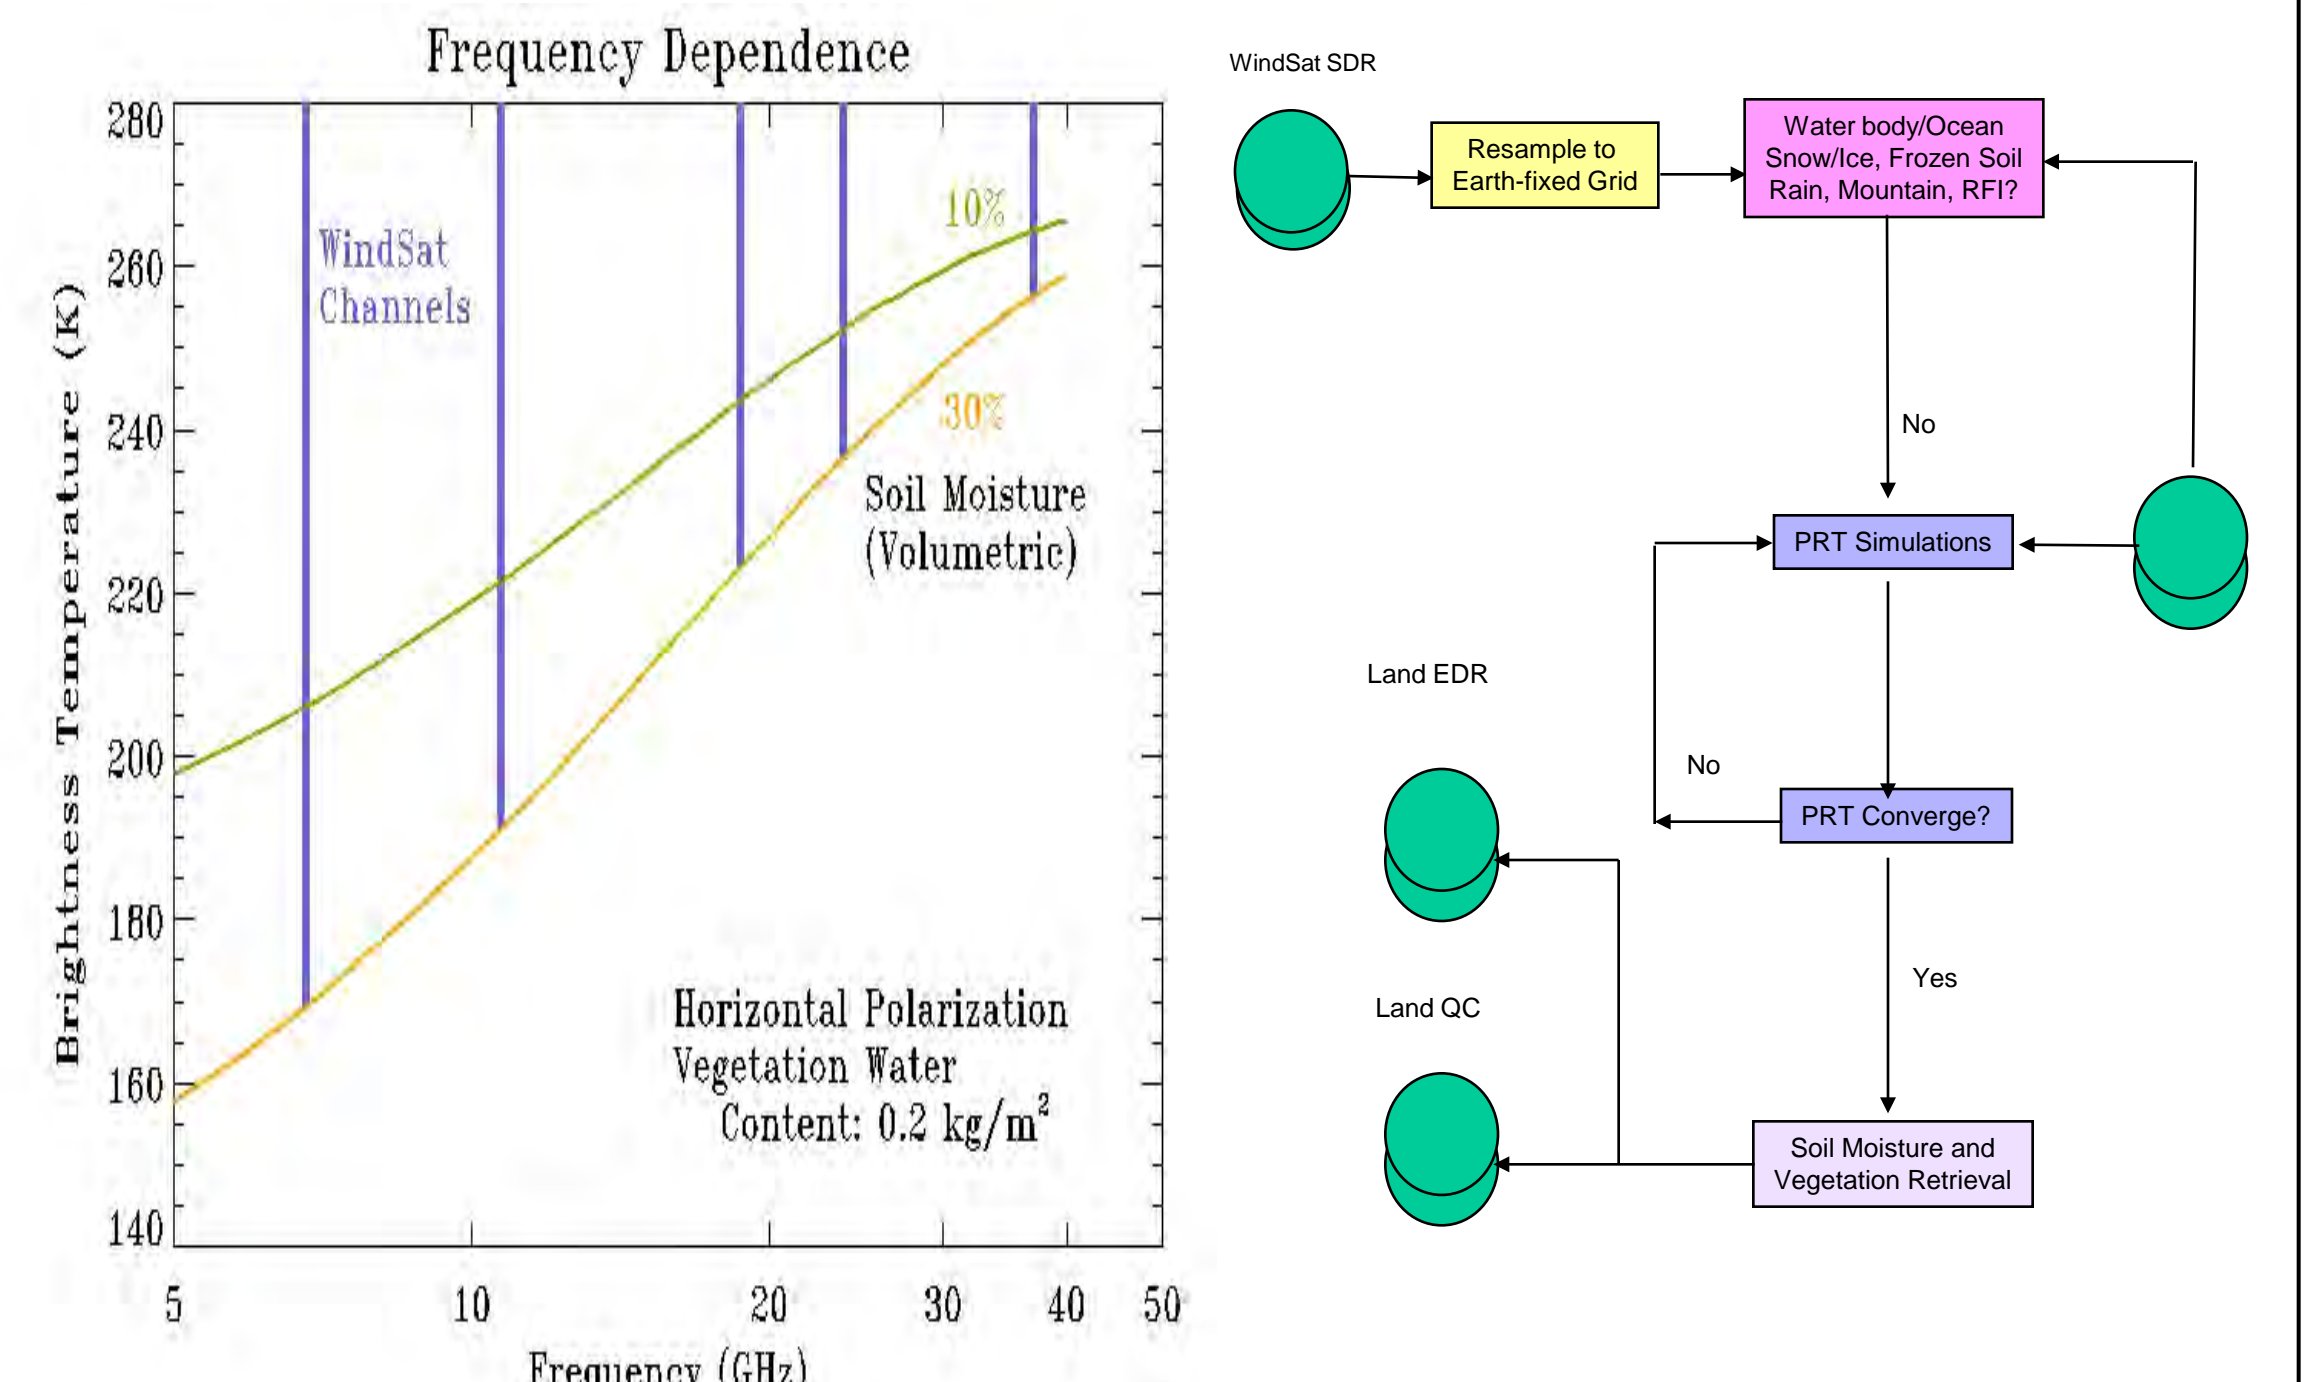 Frequency Dependence
280
260
240
220
200
180
160
140
Brightness Temperature (K)
WindSat
Channels
10%
30%
Soil Moisture
(Volumetric)
Horizontal Polarization
Vegetation Water
Content: 0.2 kg/m²
5 10 20 30 40 50
Frequency (GHz)
WindSat SDR
Resample to
Earth-fixed Grid
Water body/Ocean
Snow/Ice, Frozen Soil
Rain, Mountain, RFI?
No
PRT Simulations
Land EDR
No
PRT Converge?
Yes
Land QC
Soil Moisture and
Vegetation Retrieval